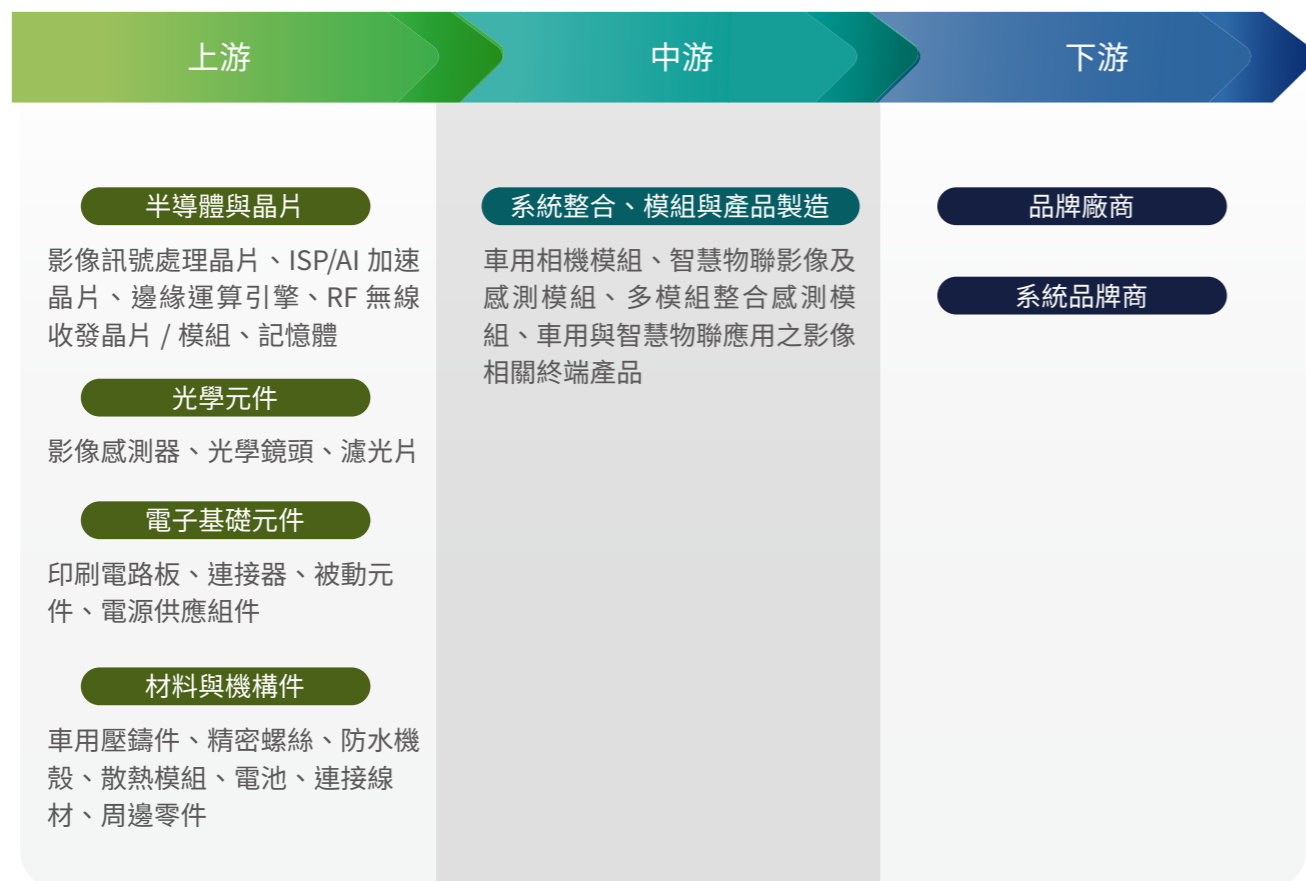 上游
中游
下游
半導體與晶片
影像訊號處理晶片、ISP/AI 加速
晶片、邊緣運算引擎、RF 無線
收發晶片 / 模組、記憶體
光學元件
影像感測器、光學鏡頭、濾光片
電子基礎元件
印刷電路板、連接器、被動元
件、電源供應組件
材料與機構件
車用壓鑄件、精密螺絲、防水機
殼、散熱模組、電池、連接線
材、周邊零件
系統整合、模組與產品製造
車用相機模組、智慧物聯影像及
感測模組、多模組整合感測模
組、車用與智慧物聯應用之影像
相關終端產品
品牌廠商
系統品牌商